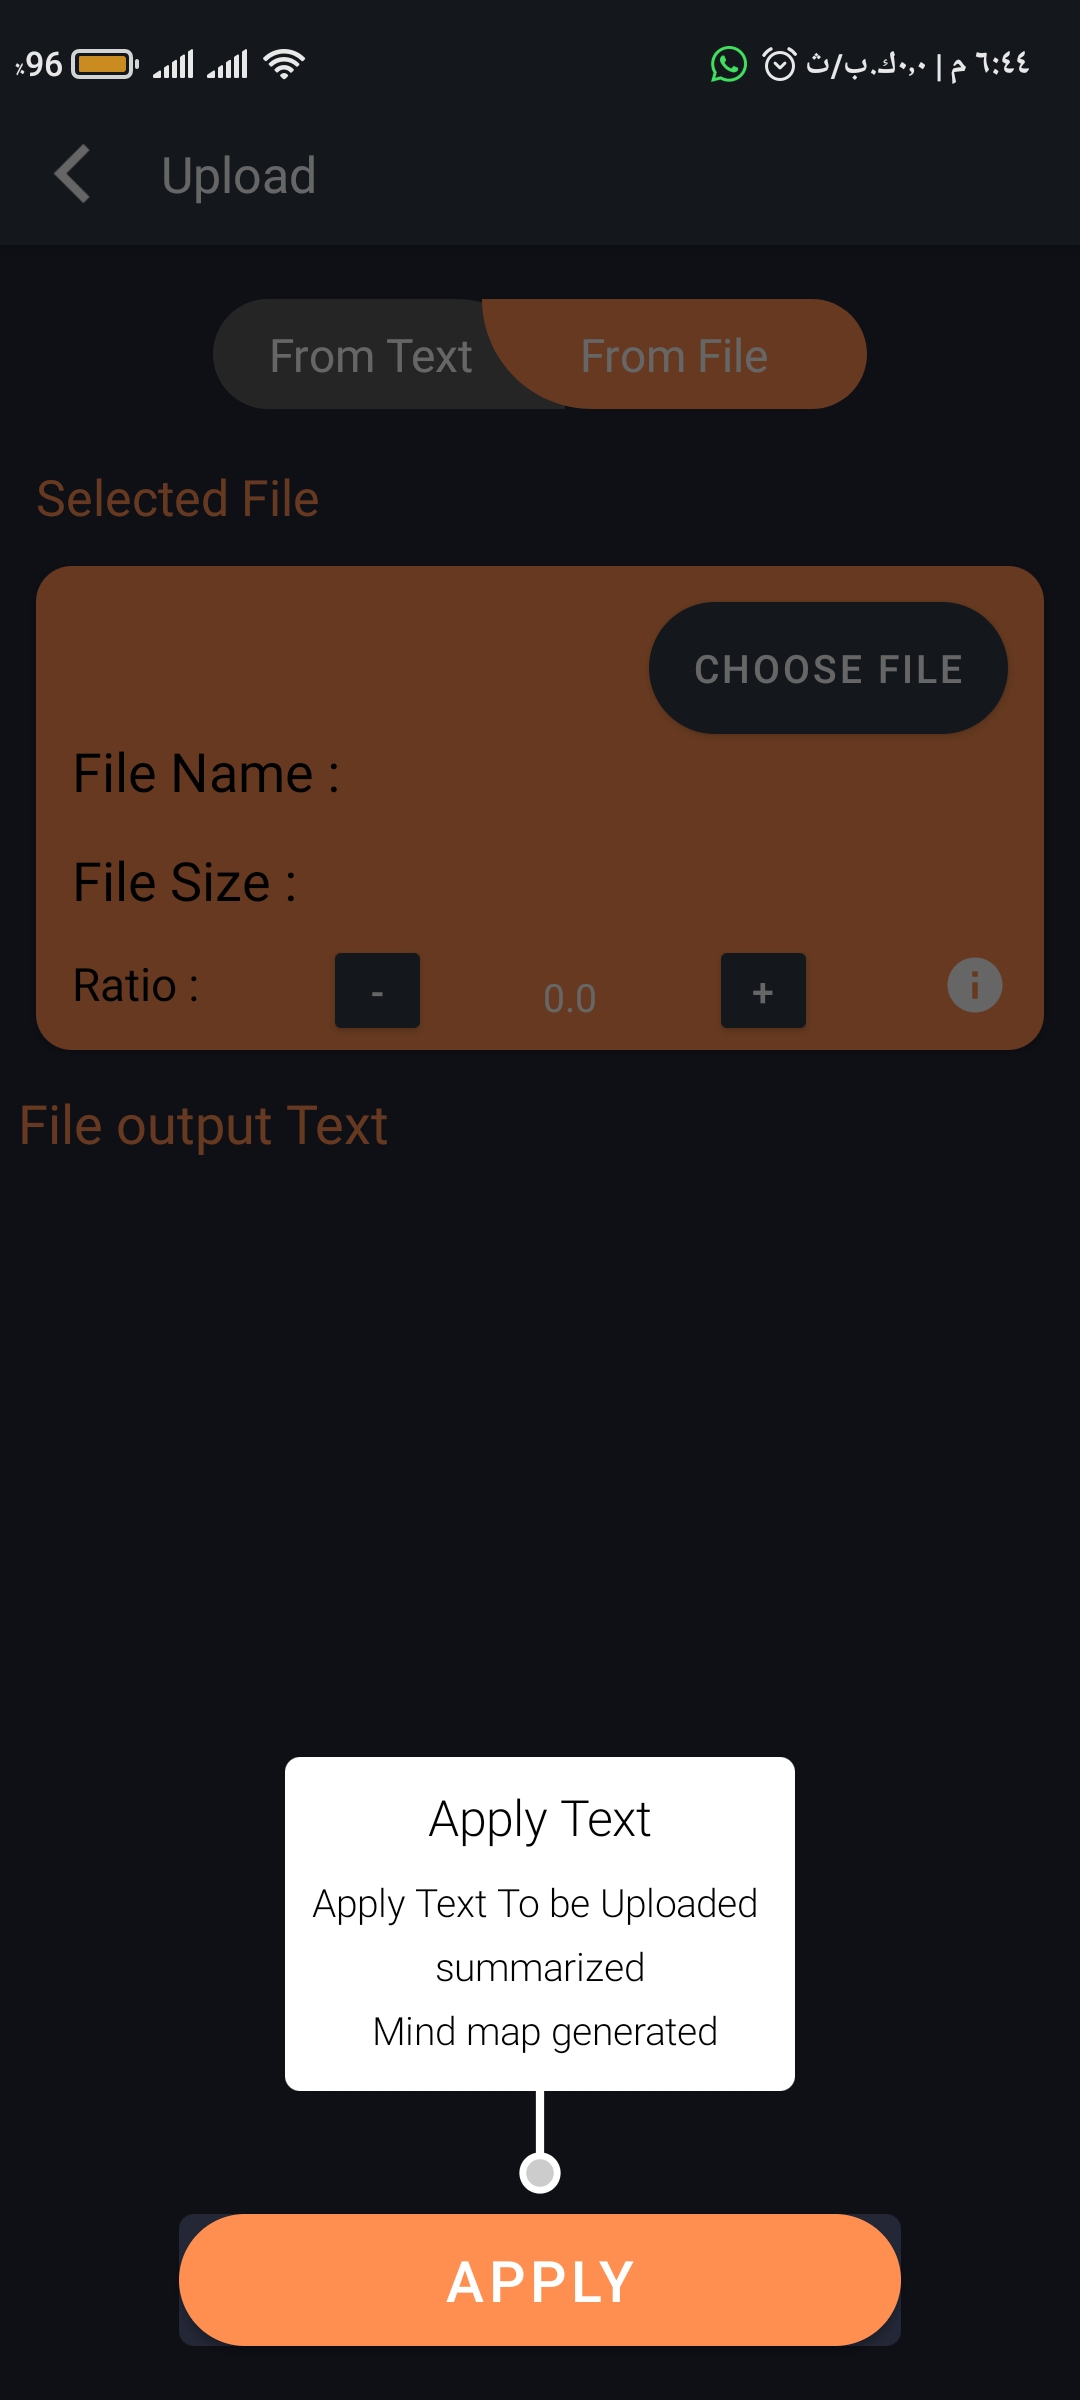 ٪96
٦:٤٤ م | ٠,٠ك.ب/ث
Upload
From Text
From File
Selected File
CHOOSE FILE
File Name :
File Size :
Ratio :
-
0.0
+
File output Text
Apply Text
Apply Text To be Uploaded
summarized
Mind map generated
APPLY